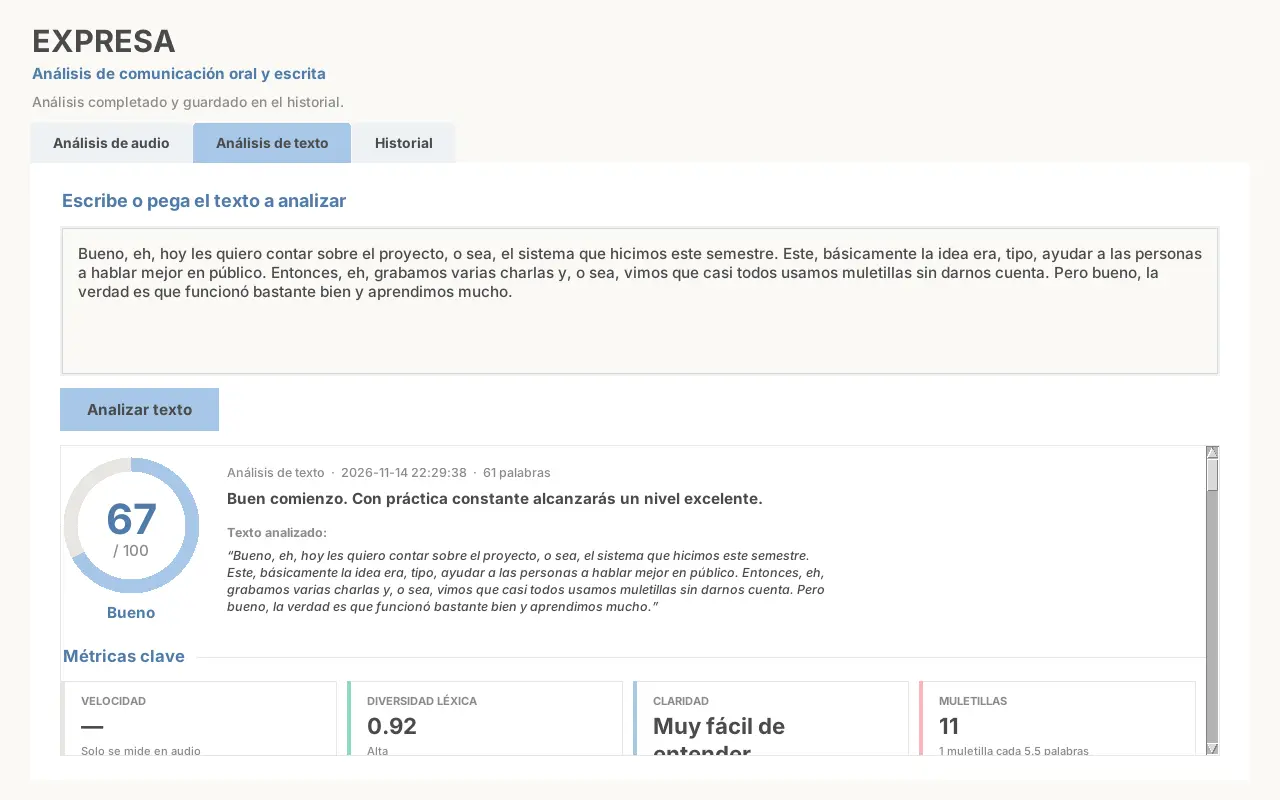 EXPRESA
Análisis de comunicación oral y escrita
Análisis completado y guardado en el historial.
Análisis de audio
Análisis de texto
Historial
Escribe o pega el texto a analizar
Bueno, eh, hoy les quiero contar sobre el proyecto, o sea, el sistema que hicimos este semestre. Este, básicamente la idea era, tipo, ayudar a las personas
a hablar mejor en público. Entonces, eh, grabamos varias charlas y, o sea, vimos que casi todos usamos muletillas sin darnos cuenta. Pero bueno, la
verdad es que funcionó bastante bien y aprendimos mucho.
Analizar texto
67
/ 100
Bueno
Análisis de texto · 2026-11-14 22:29:38 · 61 palabras
Buen comienzo. Con práctica constante alcanzarás un nivel excelente.
Texto analizado:
“Bueno, eh, hoy les quiero contar sobre el proyecto, o sea, el sistema que hicimos este semestre.
Este, básicamente la idea era, tipo, ayudar a las personas a hablar mejor en público. Entonces, eh,
grabamos varias charlas y, o sea, vimos que casi todos usamos muletillas sin darnos cuenta. Pero
bueno, la verdad es que funcionó bastante bien y aprendimos mucho.”
Métricas clave
VELOCIDAD
—
Solo se mide en audio
DIVERSIDAD LÉXICA
0.92
Alta
CLARIDAD
Muy fácil de
entender
MULETILLAS
11
1 muletilla cada 5.5 palabras